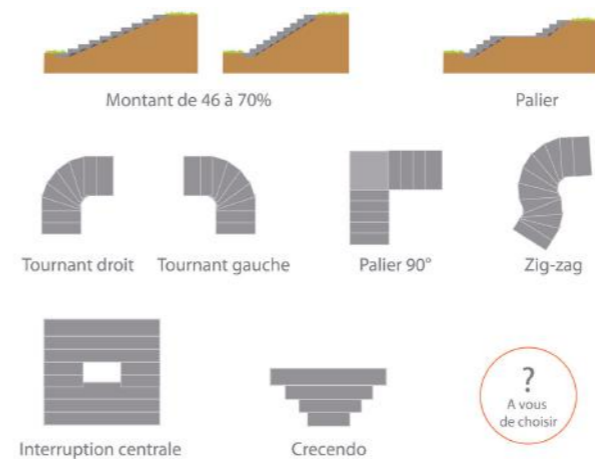 Montant de 46 à 70%
Palier
Tournant droit
Tournant gauche
Palier 90°
Zig-zag
Interruption centrale
Crecendo
?
A vous
de choisir